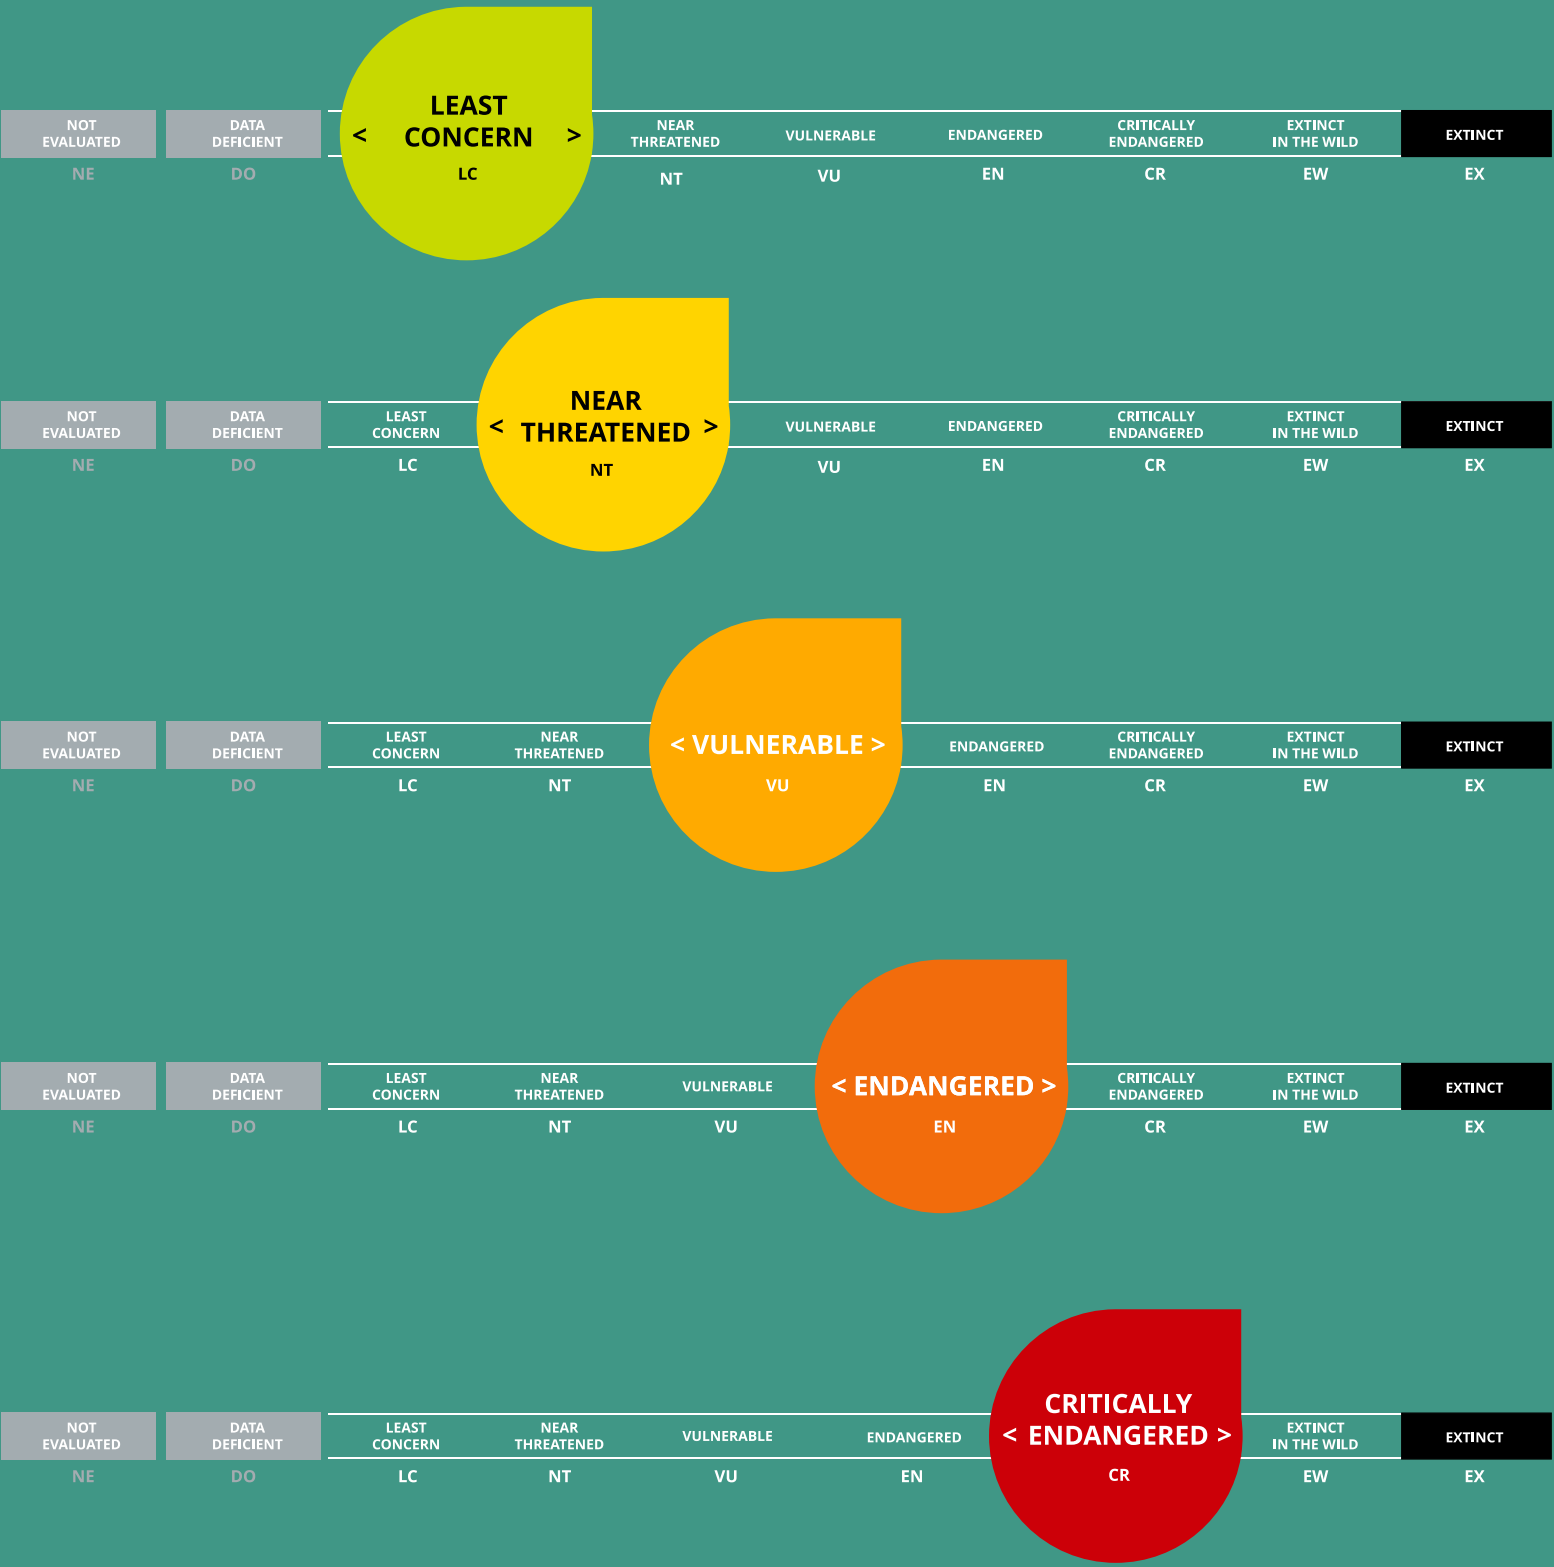 LEAST
< CONCERN >
LC
NOT EVALUATED
NE
DATA DEFICIENT
DO
NEAR THREATENED
NT
VULNERABLE
VU
ENDANGERED
EN
CRITICALLY ENDANGERED
CR
EXTINCT IN THE WILD
EW
EXTINCT
EX
NOT EVALUATED
NE
DATA DEFICIENT
DO
LEAST CONCERN
LC
NEAR
< THREATENED >
NT
VULNERABLE
VU
ENDANGERED
EN
CRITICALLY ENDANGERED
CR
EXTINCT IN THE WILD
EW
EXTINCT
EX
NOT EVALUATED
NE
DATA DEFICIENT
DO
LEAST CONCERN
LC
NEAR THREATENED
NT
< VULNERABLE >
VU
ENDANGERED
EN
CRITICALLY ENDANGERED
CR
EXTINCT IN THE WILD
EW
EXTINCT
EX
NOT EVALUATED
NE
DATA DEFICIENT
DO
LEAST CONCERN
LC
NEAR THREATENED
NT
VULNERABLE
VU
< ENDANGERED >
EN
CRITICALLY ENDANGERED
CR
EXTINCT IN THE WILD
EW
EXTINCT
EX
NOT EVALUATED
NE
DATA DEFICIENT
DO
LEAST CONCERN
LC
NEAR THREATENED
NT
VULNERABLE
VU
ENDANGERED
EN
CRITICALLY
< ENDANGERED >
CR
EXTINCT IN THE WILD
EW
EXTINCT
EX